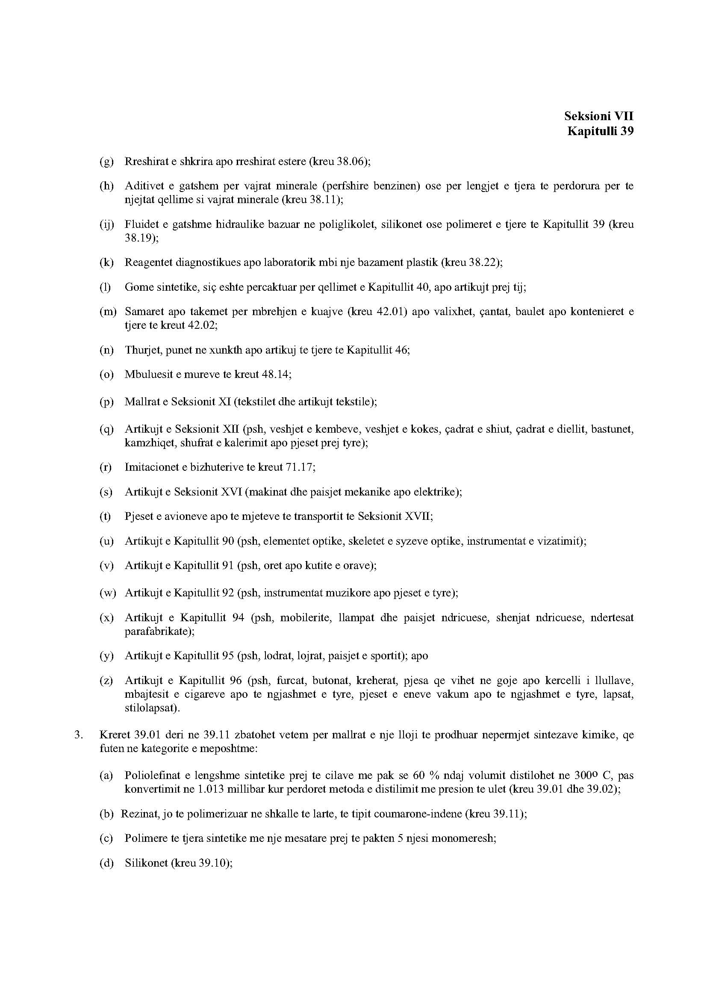 Seksioni VII
Kapitulli 39
(g) Rreshirat e shkrira apo rreshirat estere (kreu 38.06);
(h) Aditivet e gatshem per vajrat minerale (perfshire benzinen) ose per lengjet e tjera te perdorura per te
njejtat qellime si vajrat minerale (kreu 38.11);
(ij) Fluidet e gatshme hidraulike bazuar ne poliglikolet, silikonet ose polimeret e tjere te Kapitullit 39 (kreu
38.19);
(k) Reagentet diagnostikues apo laboratorik mbi nje bazament plastik (kreu 38.22);
(l) Gome sintetike, siç eshte percaktuar per qellimet e Kapitullit 40, apo artikujt prej tij;
(m) Samaret apo takemet per mbrehjen e kuajve (kreu 42.01) apo valixhet, çantat, baulet apo kontenieret e
tjere te kreut 42.02;
(n) Thurjet, punet ne xunkth apo artikuj te tjere te Kapitullit 46;
(o) Mbuluesit e mureve te kreut 48.14;
(p) Mallrat e Seksionit XI (tekstilet dhe artikujt tekstile);
(q) Artikujt e Seksionit XII (psh, veshjet e kembeve, veshjet e kokes, çadrat e shiut, çadrat e diellit, bastunet,
kamzhiqet, shufrat e kalerimit apo pjeset prej tyre);
(r) Imitacionet e bizhuterive te kreut 71.17;
(s) Artikujt e Seksionit XVI (makinat dhe paisjet mekanike apo elektrike);
(t) Pjeset e avioneve apo te mjeteve te transportit te Seksionit XVII;
(u) Artikujt e Kapitullit 90 (psh, elementet optike, skeletet e syzeve optike, instrumentat e vizatimit);
(v) Artikujt e Kapitullit 91 (psh, oret apo kutite e orave);
(w) Artikujt e Kapitullit 92 (psh, instrumentat muzikore apo pjeset e tyre);
(x) Artikujt e Kapitullit 94 (psh, mobilerite, llampat dhe paisjet ndricuese, shenjat ndricuese, ndertesat
parafabrikate);
(y) Artikujt e Kapitullit 95 (psh, lodrat, lojrat, paisjet e sportit); apo
(z) Artikujt e Kapitullit 96 (psh, furcat, butonat, kreherat, pjesa qe vihet ne goje apo kercelli i llullave,
mbajtesit e cigareve apo te ngjashmet e tyre, pjeset e eneve vakum apo te ngjashmet e tyre, lapsat,
stilolapsat).
3. Kreret 39.01 deri ne 39.11 zbatohet vetem per mallrat e nje lloji te prodhuar nepermjet sintezave kimike, qe
futen ne kategorite e meposhtme:
(a) Poliolefinat e lengshme sintetike prej te cilave me pak se 60 % ndaj volumit distilohet ne 300º C, pas
konvertimit ne 1.013 millibar kur perdoret metoda e distilimit me presion te ulet (kreu 39.01 dhe 39.02);
(b) Rezinat, jo te polimerizuar ne shkalle te larte, te tipit coumarone-indene (kreu 39.11);
(c) Polimere te tjera sintetike me nje mesatare prej te pakten 5 njesi monomeresh;
(d) Silikonet (kreu 39.10);